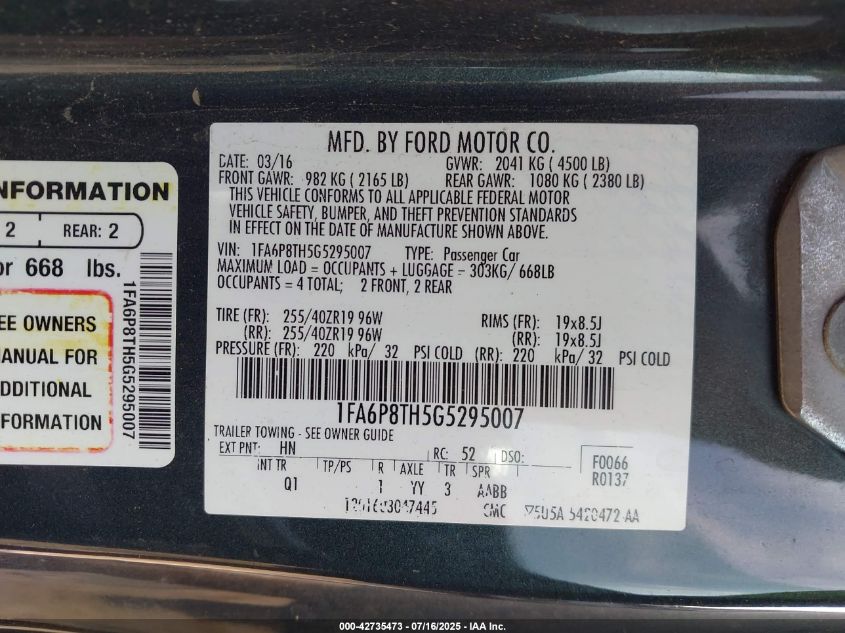 NFORMATION
2 REAR: 2
or 668 lbs.
EE OWNERS
MANUAL FOR
ADDITIONAL
FORMATION
1FA6P8TH5G5295007
MFD. BY FORD MOTOR CO.
DATE: 03/16 GVWR: 2041 KG ( 4500 LB)
FRONT GAWR: 982 KG ( 2165 LB) REAR GAWR: 1080 KG ( 2380 LB)
THIS VEHICLE CONFORMS TO ALL APPLICABLE FEDERAL MOTOR
VEHICLE SAFETY, BUMPER, AND THEFT PREVENTION STANDARDS
IN EFFECT ON THE DATE OF MANUFACTURE SHOWN ABOVE.
VIN: 1FA6P8TH5G5295007 TYPE: Passenger Car
MAXIMUM LOAD = OCCUPANTS + LUGGAGE = 303KG/ 668LB
OCCUPANTS = 4 TOTAL; 2 FRONT, 2 REAR
TIRE (FR): 255/40ZR19 96W RIMS (FR): 19x8.5J
(RR): 255/40ZR19 96W (RR): 19x8.5J
PRESSURE (FR): 220 kPa/ 32 PSI COLD (RR): 220 kPa/ 32 PSI COLD
1FA6P8TH5G5295007
TRAILER TOWING - SEE OWNER GUIDE
EXT PNT: HN RC: 52 DSO: F0066
INT TR TP/PS R AXLE TR SPR R0137
Q1 1 YY 3 AABB
CMC
000-42735473 - 07/16/2025 - IAA Inc.